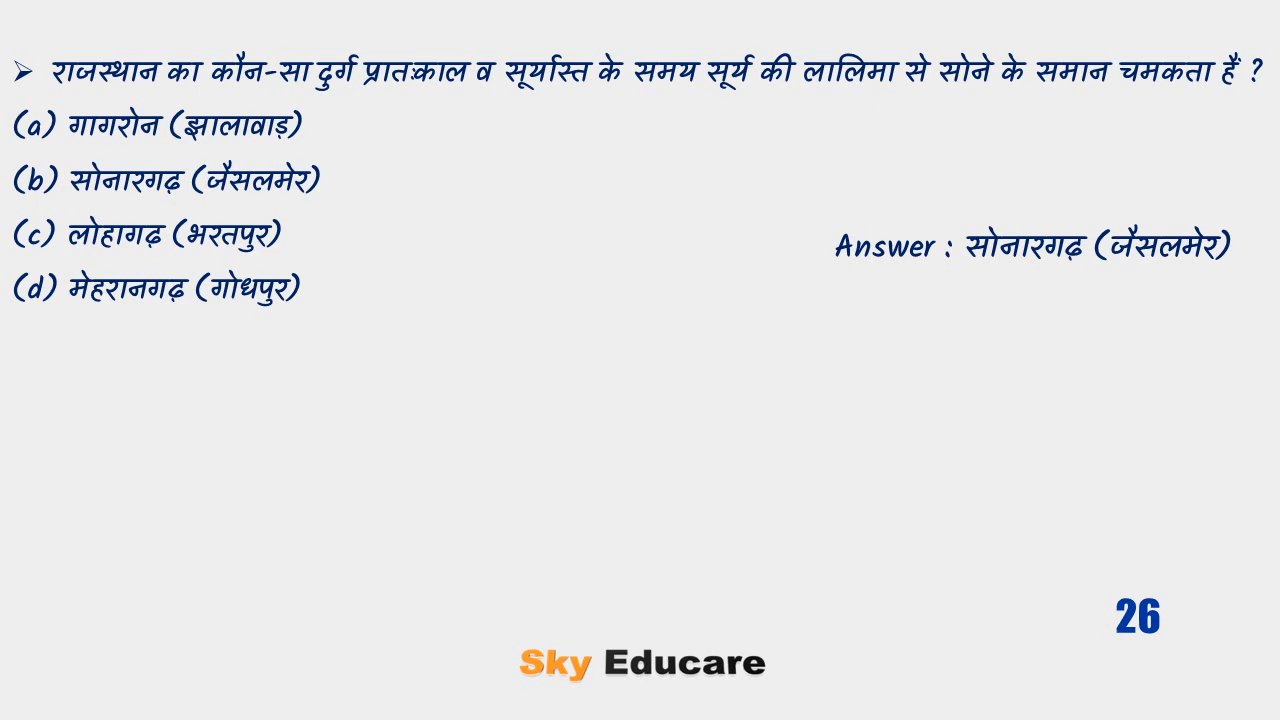 ➢ राजस्थान का कौन-सा दुर्ग प्रातःकाल व सूर्यास्त के समय सूर्य की लालिमा से सोने के समान चमकता हैं ?
(a) गागरोन (झालावाड़)
(b) सोनारगढ़ (जैसलमेर)
(c) लोहागढ़ (भरतपुर)
(d) मेहरानगढ़ (गोधपुर)
Answer : सोनारगढ़ (जैसलमेर)
26
Sky Educare